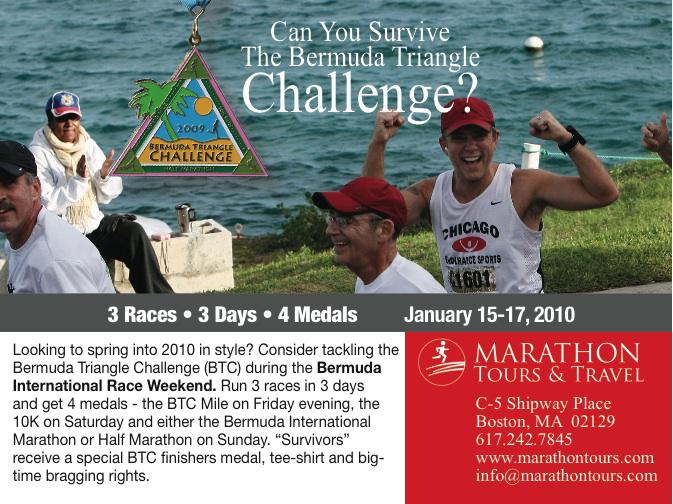 Can You Survive
The Bermuda Triangle
Challenge?
2009
BERMUDA TRIANGLE
CHALLENGE
HALF MARATHON
CHICAGO
ENDURANCE SPORTS
1601
3 Races • 3 Days • 4 Medals January 15-17, 2010
Looking to spring into 2010 in style? Consider tackling the
Bermuda Triangle Challenge (BTC) during the Bermuda
International Race Weekend. Run 3 races in 3 days
and get 4 medals - the BTC Mile on Friday evening, the
10K on Saturday and either the Bermuda International
Marathon or Half Marathon on Sunday. “Survivors”
receive a special BTC finishers medal, tee-shirt and big-
time bragging rights.
MARATHON
TOURS & TRAVEL
C-5 Shipway Place
Boston, MA 02129
617.242.7845
www.marathontours.com
info@marathontours.com